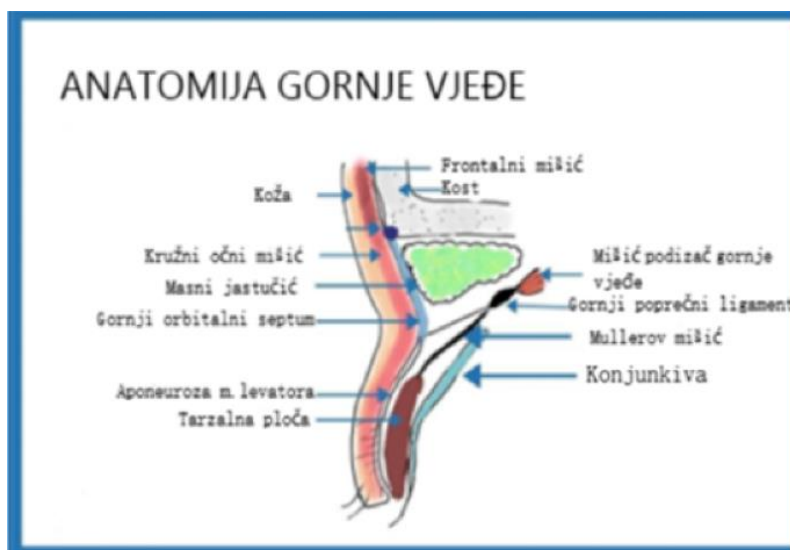 ANATOMIJA GORNJE VJEĐE
Frontalni mišić
Kost
Koža
Kružni očni mišić
Masni jastučić
Gornji orbitalni septum
Mišić podizač gornje
vjeđe
Gornji poprečni ligament
Mullerov mišić
Konjunkiva
Aponeuroza m. levatora
Tarzalna ploča